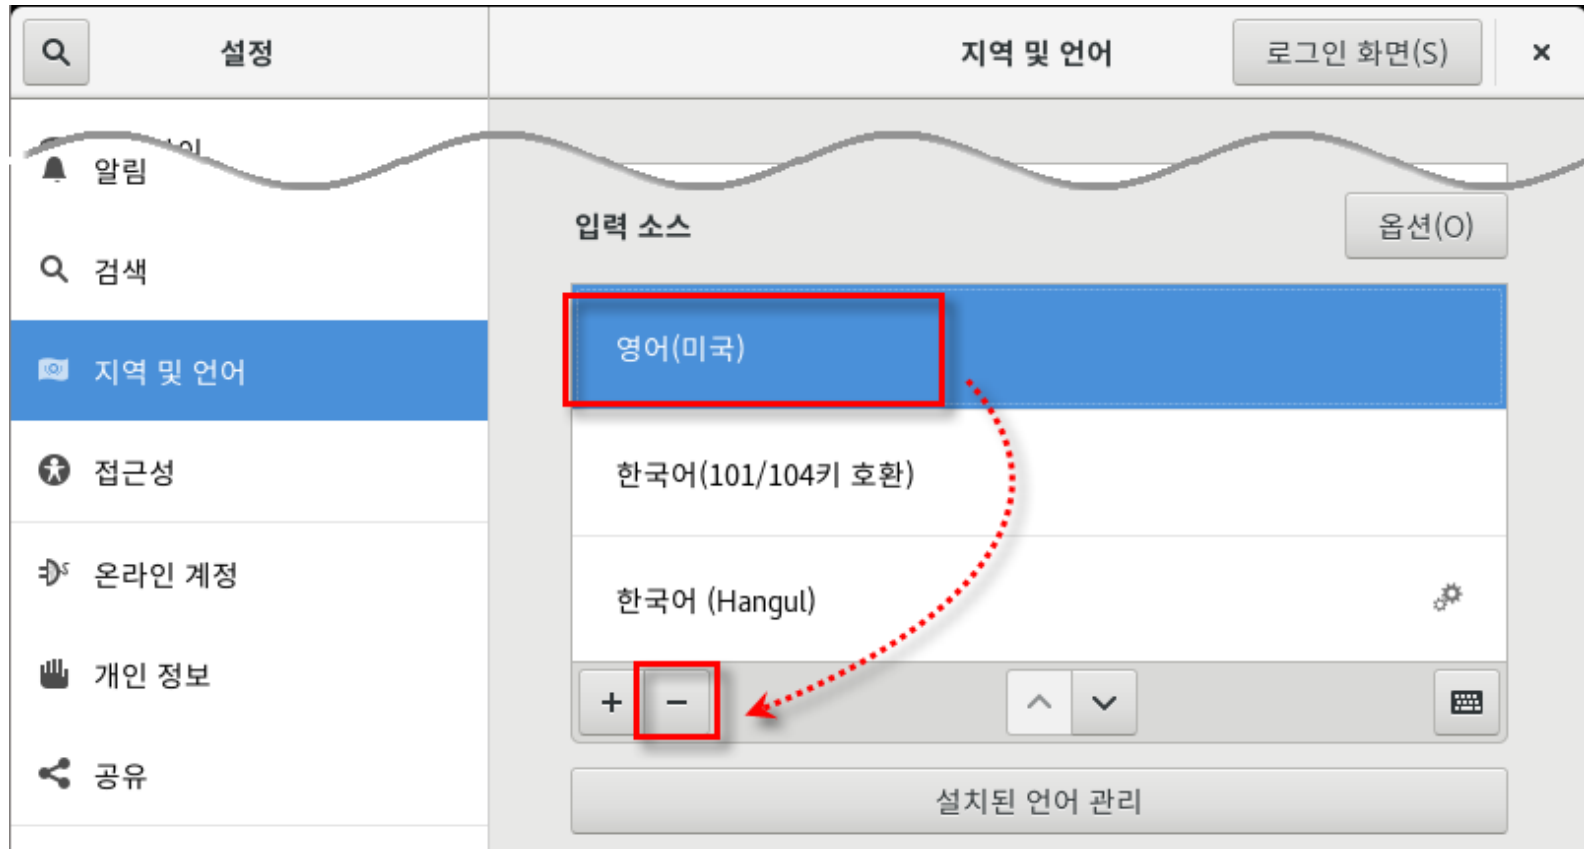 설정
지역 및 언어
로그인 화면(S)
알림
검색
지역 및 언어
접근성
온라인 계정
개인 정보
공유
입력 소스
옵션(O)
영어(미국)
한국어(101/104키 호환)
한국어 (Hangul)
설치된 언어 관리